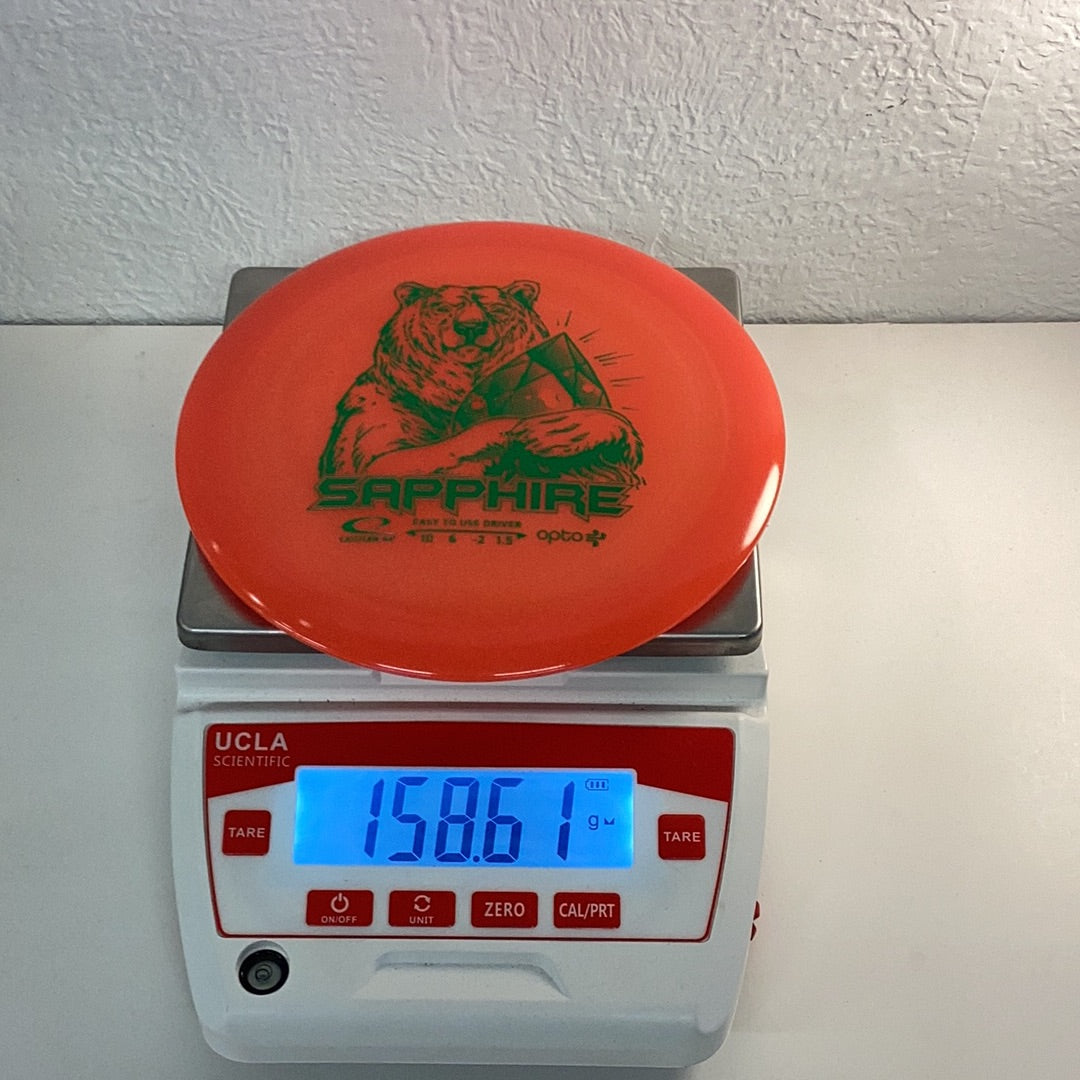 SAPPHIRE
EASY TO USE DRIVER
LATITUDE 64°
10 6 -2 1.5
opto
UCLA
SCIENTIFIC
158.61
g
TARE
TARE
ON/OFF
UNIT
ZERO
CAL/PRT